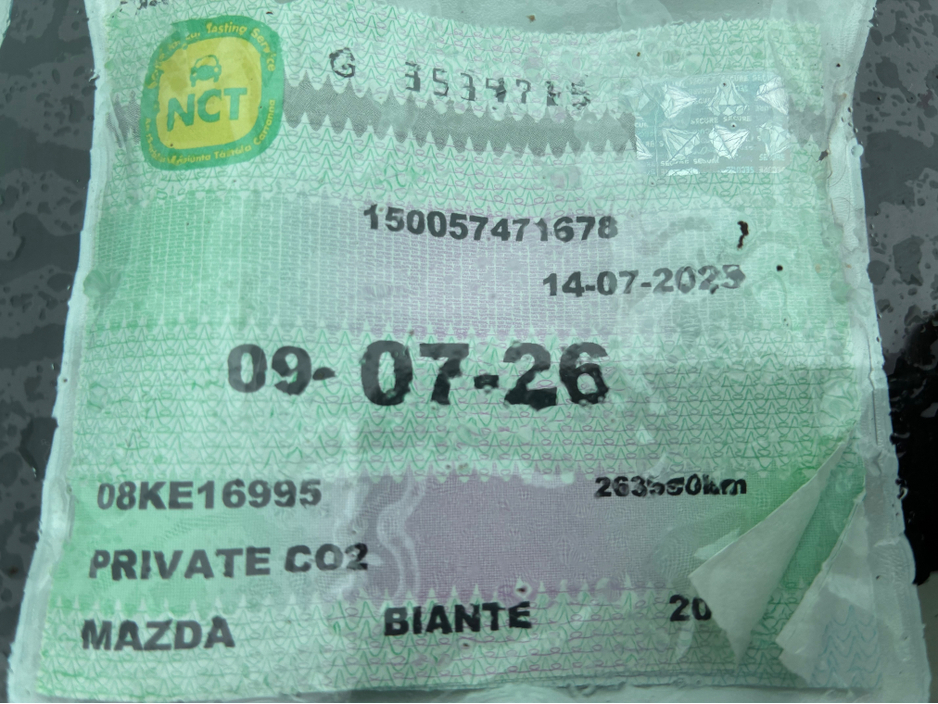 NCT
150057471678
14-07-2025
09-07-26
08KE16995
PRIVATE CO2
MAZDA BIANTE 20